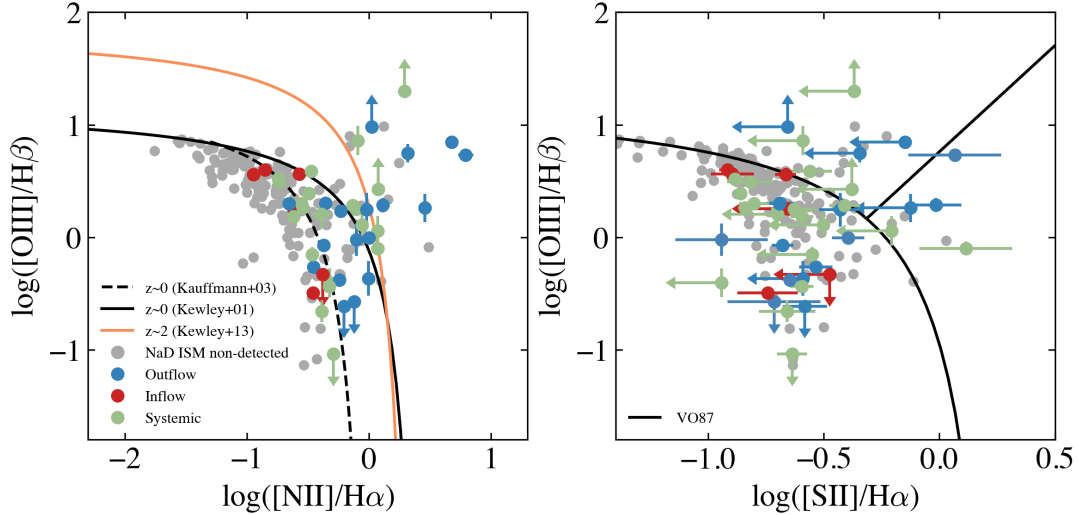 2
1
0
−1
−2
−1
0
1
log([OIII]/Hβ)
log([NII]/Hα)
z~0 (Kauffmann+03)
z~0 (Kewley+01)
z~2 (Kewley+13)
NaD ISM non-detected
Outflow
Inflow
Systemic
2
1
0
−1
−1.0
−0.5
0.0
0.5
log([OIII]/Hβ)
log([SII]/Hα)
VO87